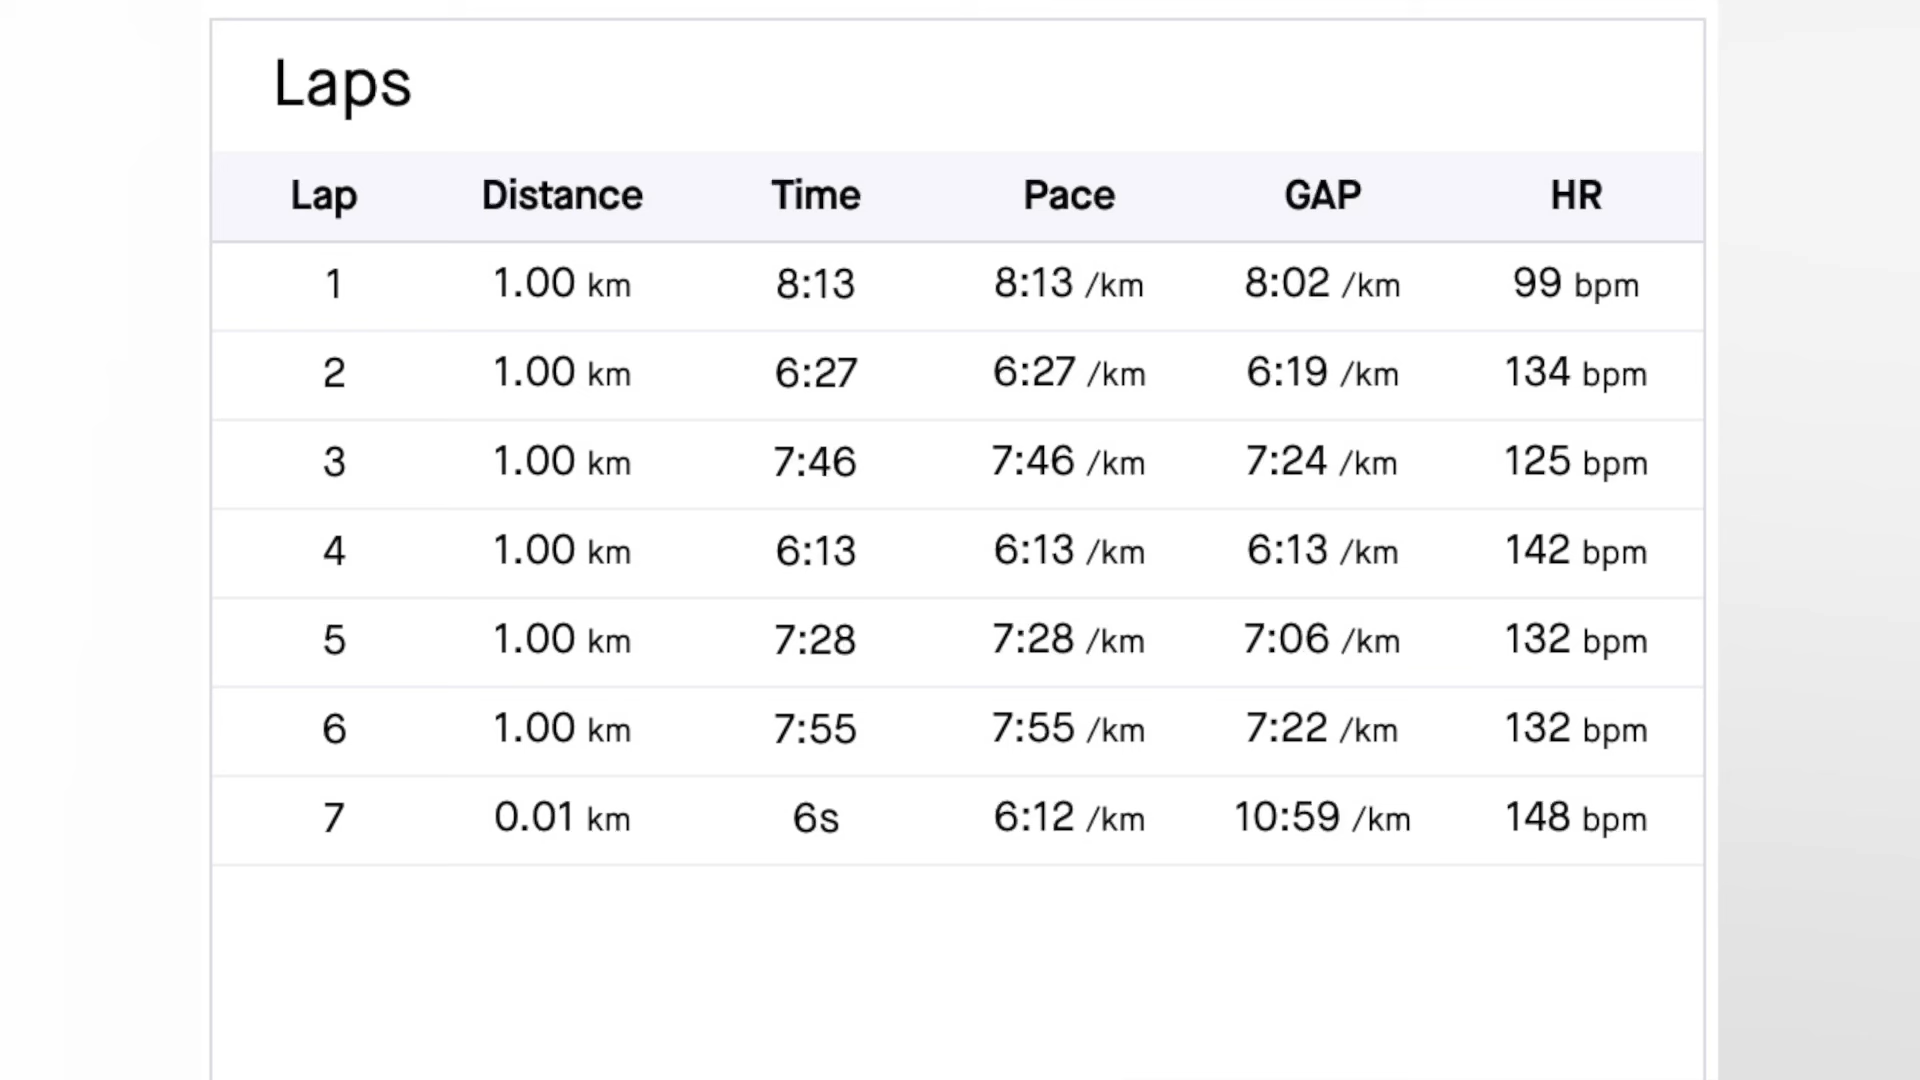 Laps
Lap Distance Time Pace GAP HR
1 1.00 km 8:13 8:13 /km 8:02 /km 99 bpm
2 1.00 km 6:27 6:27 /km 6:19 /km 134 bpm
3 1.00 km 7:46 7:46 /km 7:24 /km 125 bpm
4 1.00 km 6:13 6:13 /km 6:13 /km 142 bpm
5 1.00 km 7:28 7:28 /km 7:06 /km 132 bpm
6 1.00 km 7:55 7:55 /km 7:22 /km 132 bpm
7 0.01 km 6s 6:12 /km 10:59 /km 148 bpm